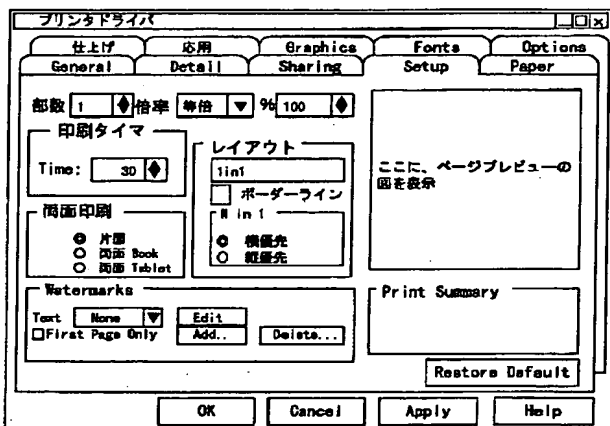 プリンタドライバ
仕上げ 応用 Graphics Fonts Options
General Detail Sharing Setup Paper
部数 1 倍率 等倍 % 100
印刷タイマ
Time: 30
レイアウト
1in1
ボーダーライン
N in 1
横優先
縦優先
ここに、ページプレビューの
図を表示
両面印刷
片面
両面 Book
両面 Tablet
Watermarks
Text None Edit
First Page Only Add.. Delete...
Print Summary
Restore Default
OK Cancel Apply Help